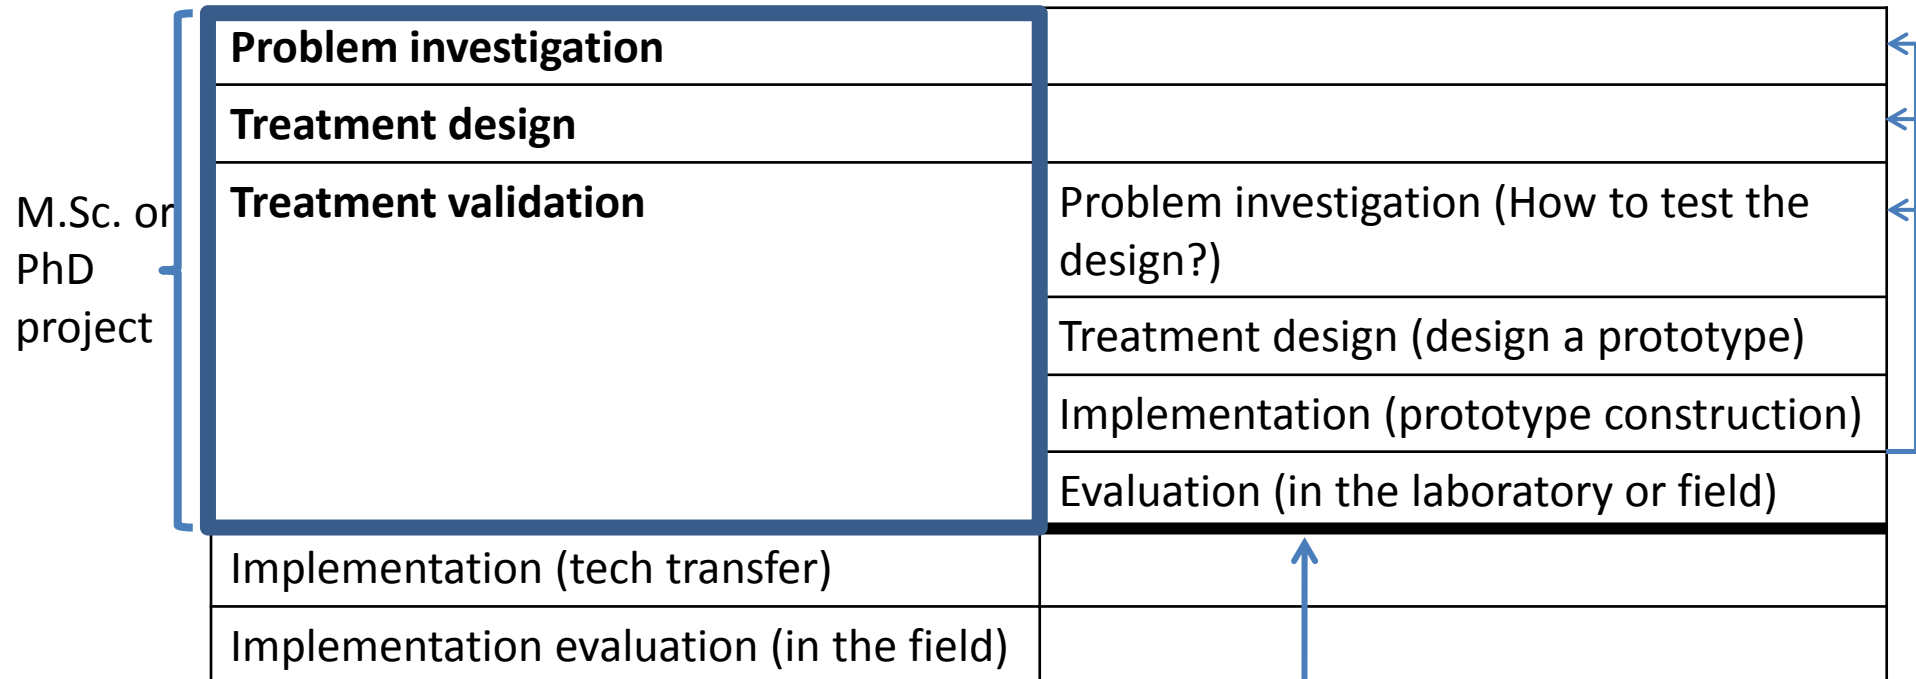 Problem investigation
Treatment design
M.Sc. or
PhD
project
Treatment validation
Problem investigation (How to test the
design?)
Treatment design (design a prototype)
Implementation (prototype construction)
Evaluation (in the laboratory or field)
Implementation (tech transfer)
Implementation evaluation (in the field)